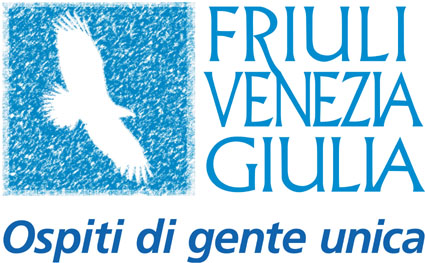 FRIULI
VENEZIA
GIULIA
Ospiti di gente unica